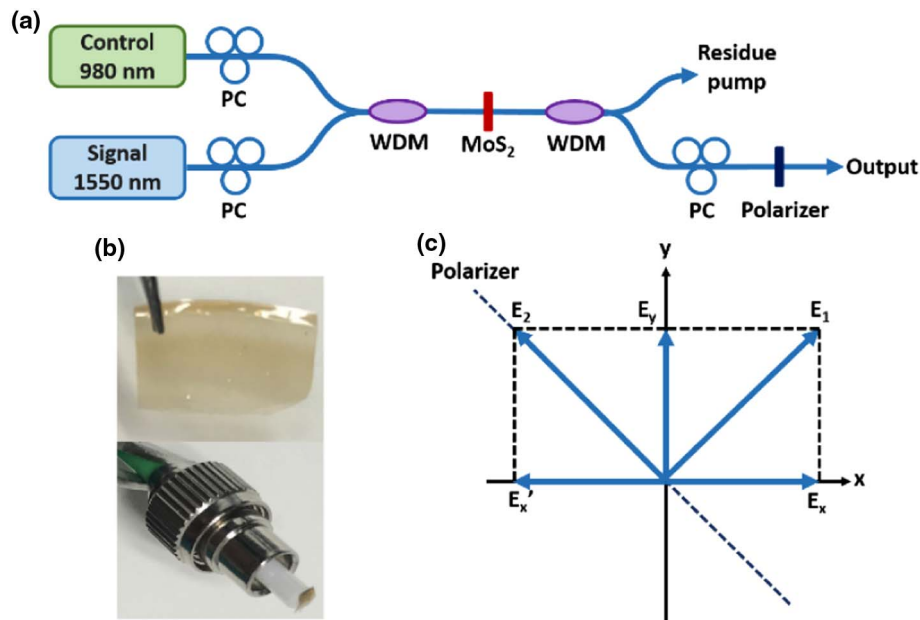 (a)
Control
980 nm
PC
WDM
MoS₂
WDM
Residue
pump
Signal
1550 nm
PC
PC
Polarizer
Output
(b)
(c)
y
Polarizer
E₂
Eᵧ
E₁
x
Eₓ′
Eₓ